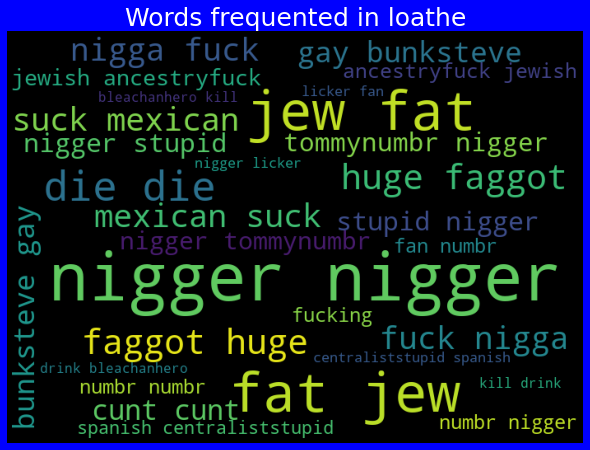 Words frequented in loathe
nigga fuck
gay bunksteve
jewish ancestryfuck
ancestryfuck jewish
bleachanhero kill
licker fan
suck mexican
jew fat
nigger stupid
tommynumbr nigger
nigger licker
die die
huge faggot
mexican suck
stupid nigger
nigger tommynumbr
fan numbr
bunksteve gay
nigger nigger
fucking
faggot huge
fuck nigga
centraliststupid spanish
drink bleachanhero
numbr numbr
fat jew
kill drink
cunt cunt
numbr nigger
spanish centraliststupid